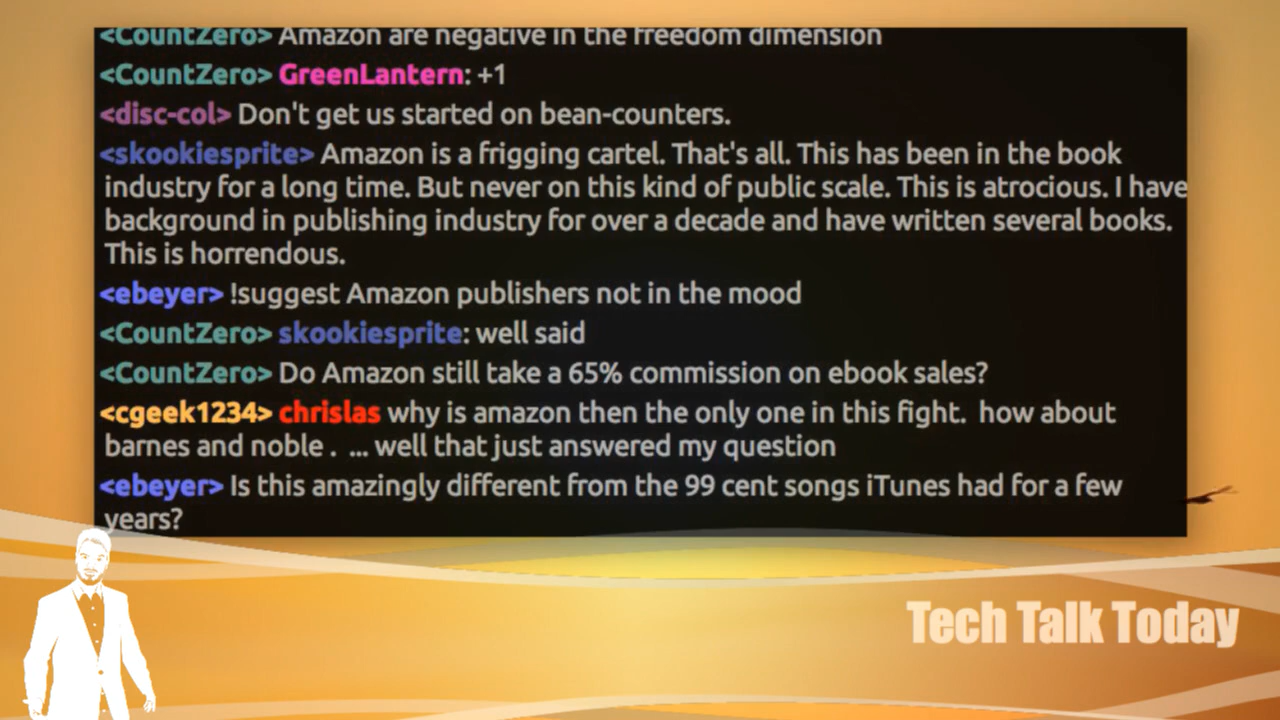 <CountZero> Amazon are negative in the freedom dimension
<CountZero> GreenLantern: +1
<disc-col> Don't get us started on bean-counters.
<skookiesprite> Amazon is a frigging cartel. That's all. This has been in the book
industry for a long time. But never on this kind of public scale. This is atrocious. I have
background in publishing industry for over a decade and have written several books.
This is horrendous.
<ebeyer> !suggest Amazon publishers not in the mood
<CountZero> skookiesprite: well said
<CountZero> Do Amazon still take a 65% commission on ebook sales?
<cgeek1234> chrislas why is amazon then the only one in this fight.  how about
barnes and noble .  ... well that just answered my question
<ebeyer> Is this amazingly different from the 99 cent songs iTunes had for a few
years?
Tech Talk Today